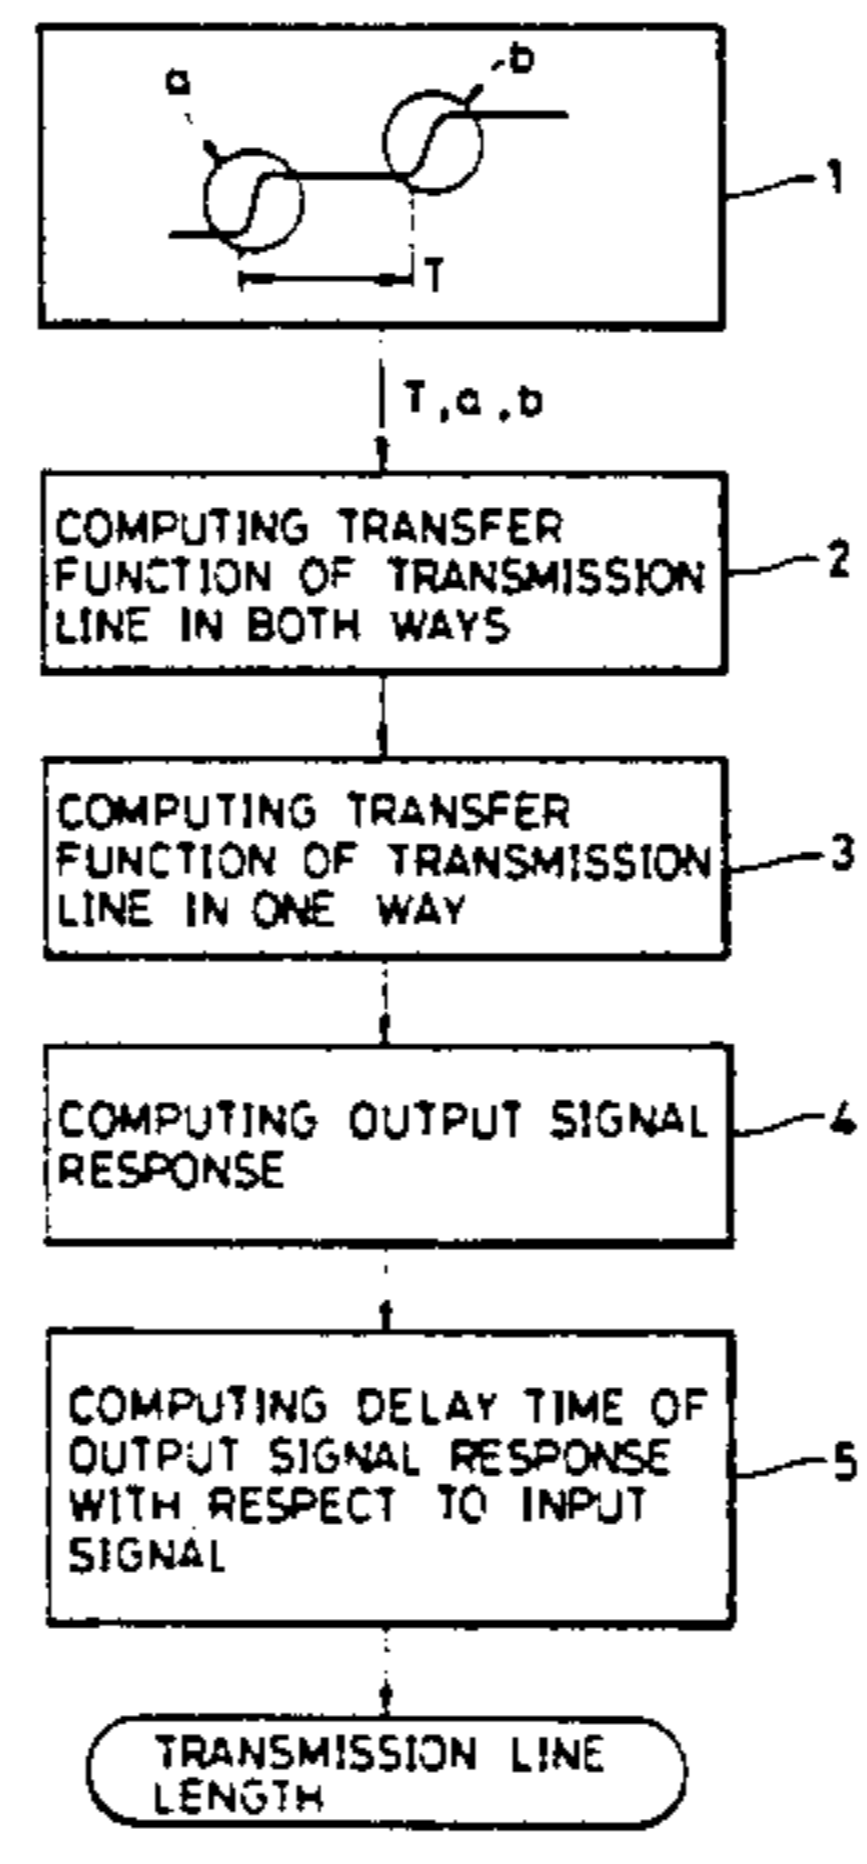 a
b
1
T
T, a, b
COMPUTING TRANSFER
FUNCTION OF TRANSMISSION
LINE IN BOTH WAYS
2
COMPUTING TRANSFER
FUNCTION OF TRANSMISSION
LINE IN ONE WAY
3
COMPUTING OUTPUT SIGNAL
RESPONSE
4
COMPUTING DELAY TIME OF
OUTPUT SIGNAL RESPONSE
WITH RESPECT TO INPUT
SIGNAL
5
TRANSMISSION LINE
LENGTH